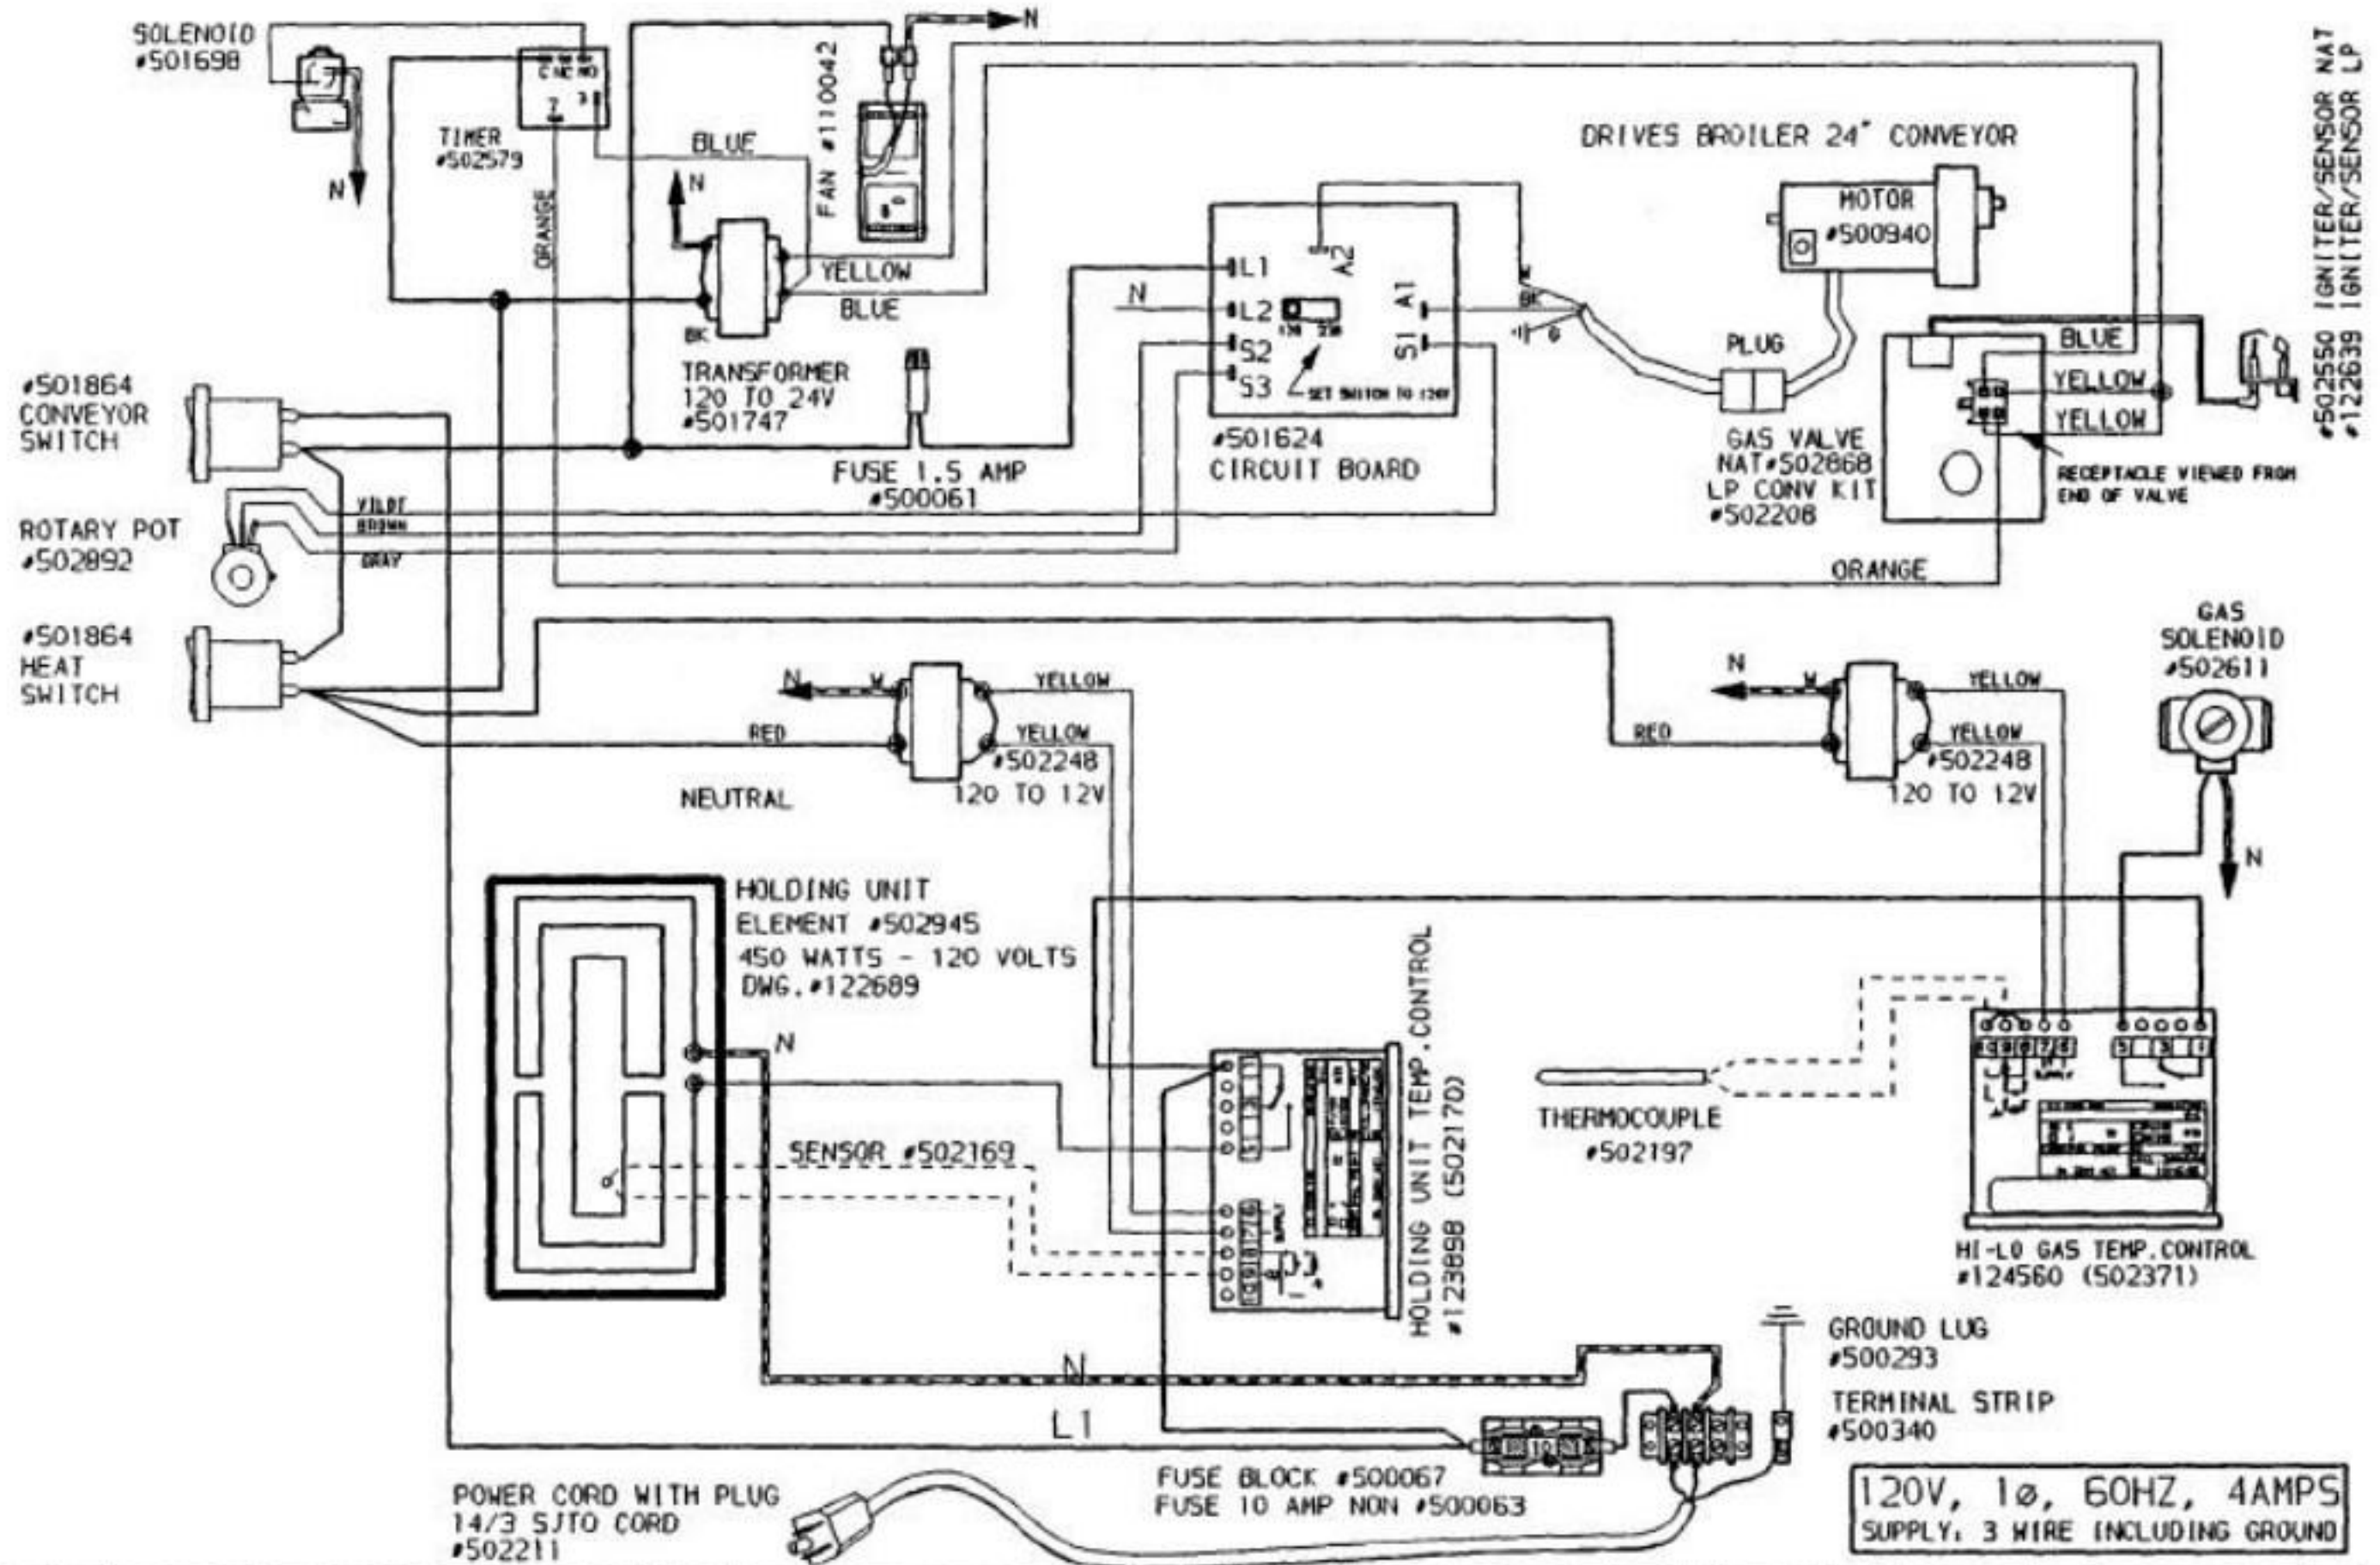 SOLENOID
#501698
N
TIMER
#502579
7
3
BLUE
ORANGE
N
FAN #110042
N
YELLOW
BLUE
BK
TRANSFORMER
120 TO 24V
#501747
DRIVES BROILER 24" CONVEYOR
MOTOR
#500940
#502550 IGNITER/SENSOR NAT
#122639 IGNITER/SENSOR LP
L1
L2
S2
S3
A2
A1
S1
N
SET SWITCH TO 120V
#501624
CIRCUIT BOARD
W
BK
G
PLUG
BLUE
YELLOW
YELLOW
GAS VALVE
NAT#502868
LP CONV KIT
#502208
RECEPTACLE VIEWED FROM
END OF VALVE
#501864
CONVEYOR
SWITCH
FUSE 1.5 AMP
#500061
VILOT
BROWN
GRAY
ROTARY POT
#502892
ORANGE
#501864
HEAT
SWITCH
N
W
YELLOW
RED
YELLOW
#502248
120 TO 12V
NEUTRAL
N
W
YELLOW
RED
YELLOW
#502248
120 TO 12V
GAS
SOLENOID
#502611
N
HOLDING UNIT
ELEMENT #502945
450 WATTS - 120 VOLTS
DWG.#122689
N
SENSOR #502169
SUPPLY
HOLDING UNIT TEMP.CONTROL
#123898 (502170)
THERMOCOUPLE
#502197
SUPPLY
HI-LO GAS TEMP.CONTROL
#124560 (502371)
N
L1
GROUND LUG
#500293
TERMINAL STRIP
#500340
10
FUSE BLOCK #500067
FUSE 10 AMP NON #500063
POWER CORD WITH PLUG
14/3 SJTO CORD
#502211
120V, 1ø, 60HZ, 4AMPS
SUPPLY: 3 WIRE INCLUDING GROUND